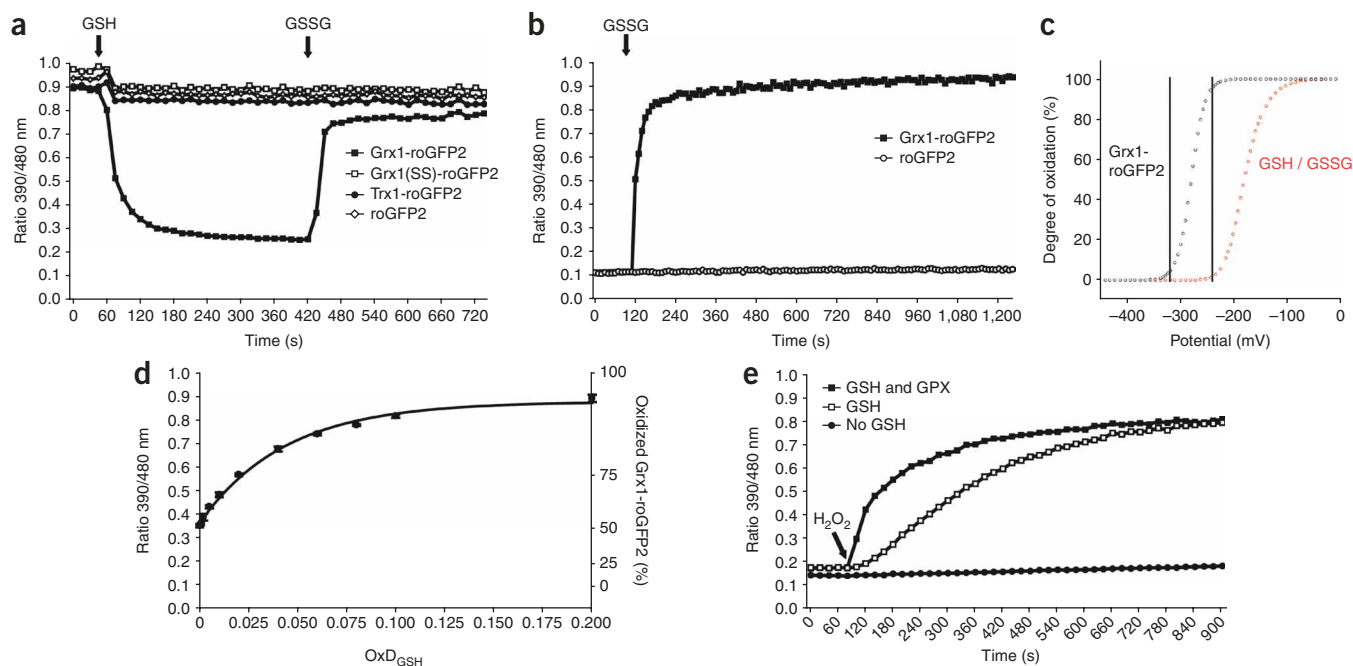 a
GSH
GSSG
Ratio 390/480 nm
1.0
0.9
0.8
0.7
0.6
0.5
0.4
0.3
0.2
0.1
0.0
0 60 120 180 240 300 360 420 480 540 600 660 720
Time (s)
Grx1-roGFP2
Grx1(SS)-roGFP2
Trx1-roGFP2
roGFP2
b
GSSG
Ratio 390/480 nm
1.0
0.9
0.8
0.7
0.6
0.5
0.4
0.3
0.2
0.1
0.0
0 120 240 360 480 600 720 840 960 1,080 1,200
Time (s)
Grx1-roGFP2
roGFP2
c
Degree of oxidation (%)
100
80
60
40
20
0
–400 –300 –200 –100 0
Potential (mV)
Grx1-
roGFP2
GSH / GSSG
d
Ratio 390/480 nm
1.0
0.9
0.8
0.7
0.6
0.5
0.4
0.3
0.2
0.1
0.0
0 0.025 0.050 0.075 0.100 0.125 0.150 0.175 0.200
OxD_GSH
100
75
50
25
0
Oxidized Grx1-roGFP2 (%)
e
Ratio 390/480 nm
1.0
0.9
0.8
0.7
0.6
0.5
0.4
0.3
0.2
0.1
0.0
GSH and GPX
GSH
No GSH
H₂O₂
0 60 120 180 240 300 360 420 480 540 600 660 720 780 840 900
Time (s)